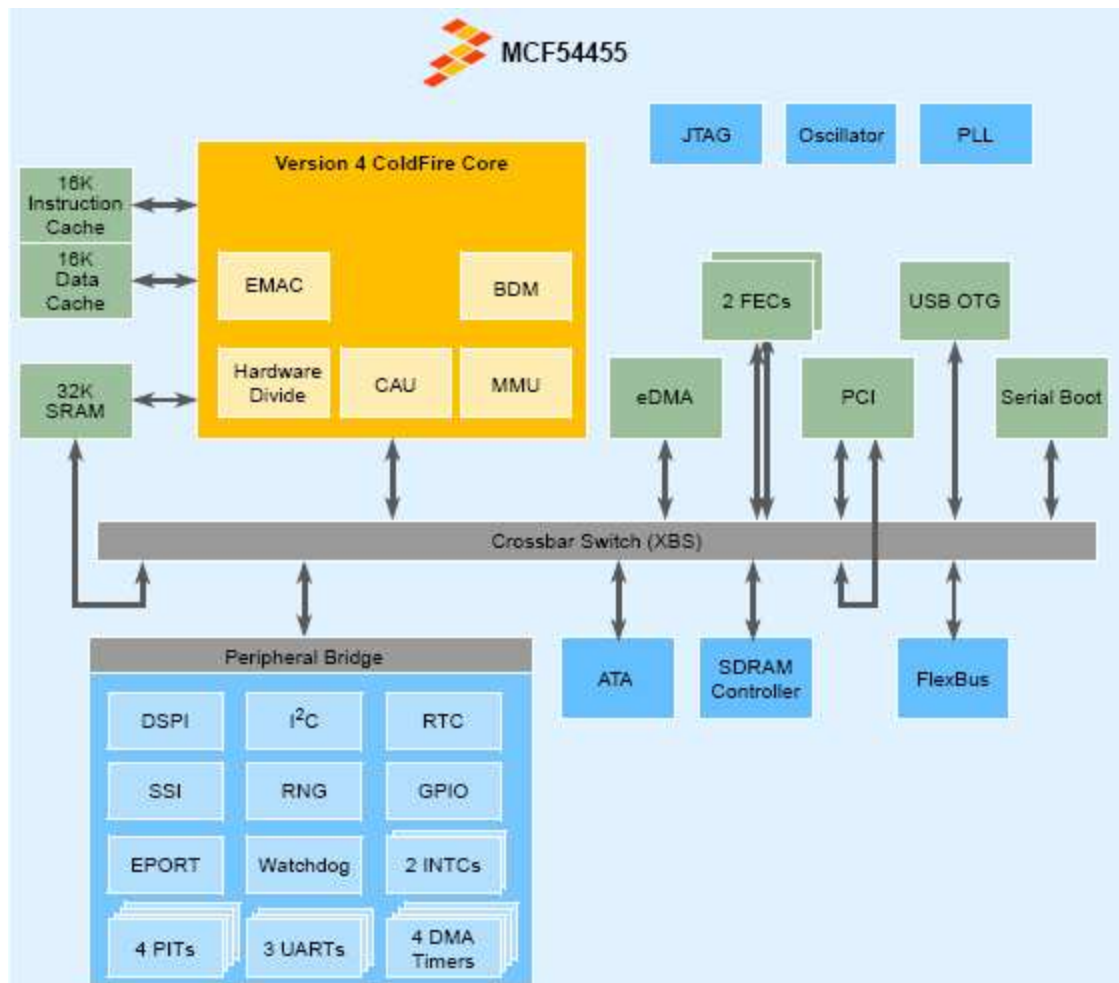 MCF54455
JTAG
Oscillator
PLL
Version 4 ColdFire Core
16K
Instruction
Cache
16K
Data
Cache
EMAC
BDM
2 FECs
USB OTG
32K
SRAM
Hardware
Divide
CAU
MMU
eDMA
PCI
Serial Boot
Crossbar Switch (XBS)
Peripheral Bridge
ATA
SDRAM
Controller
FlexBus
DSPI
I²C
RTC
SSI
RNG
GPIO
EPORT
Watchdog
2 INTCs
4 PITs
3 UARTs
4 DMA
Timers